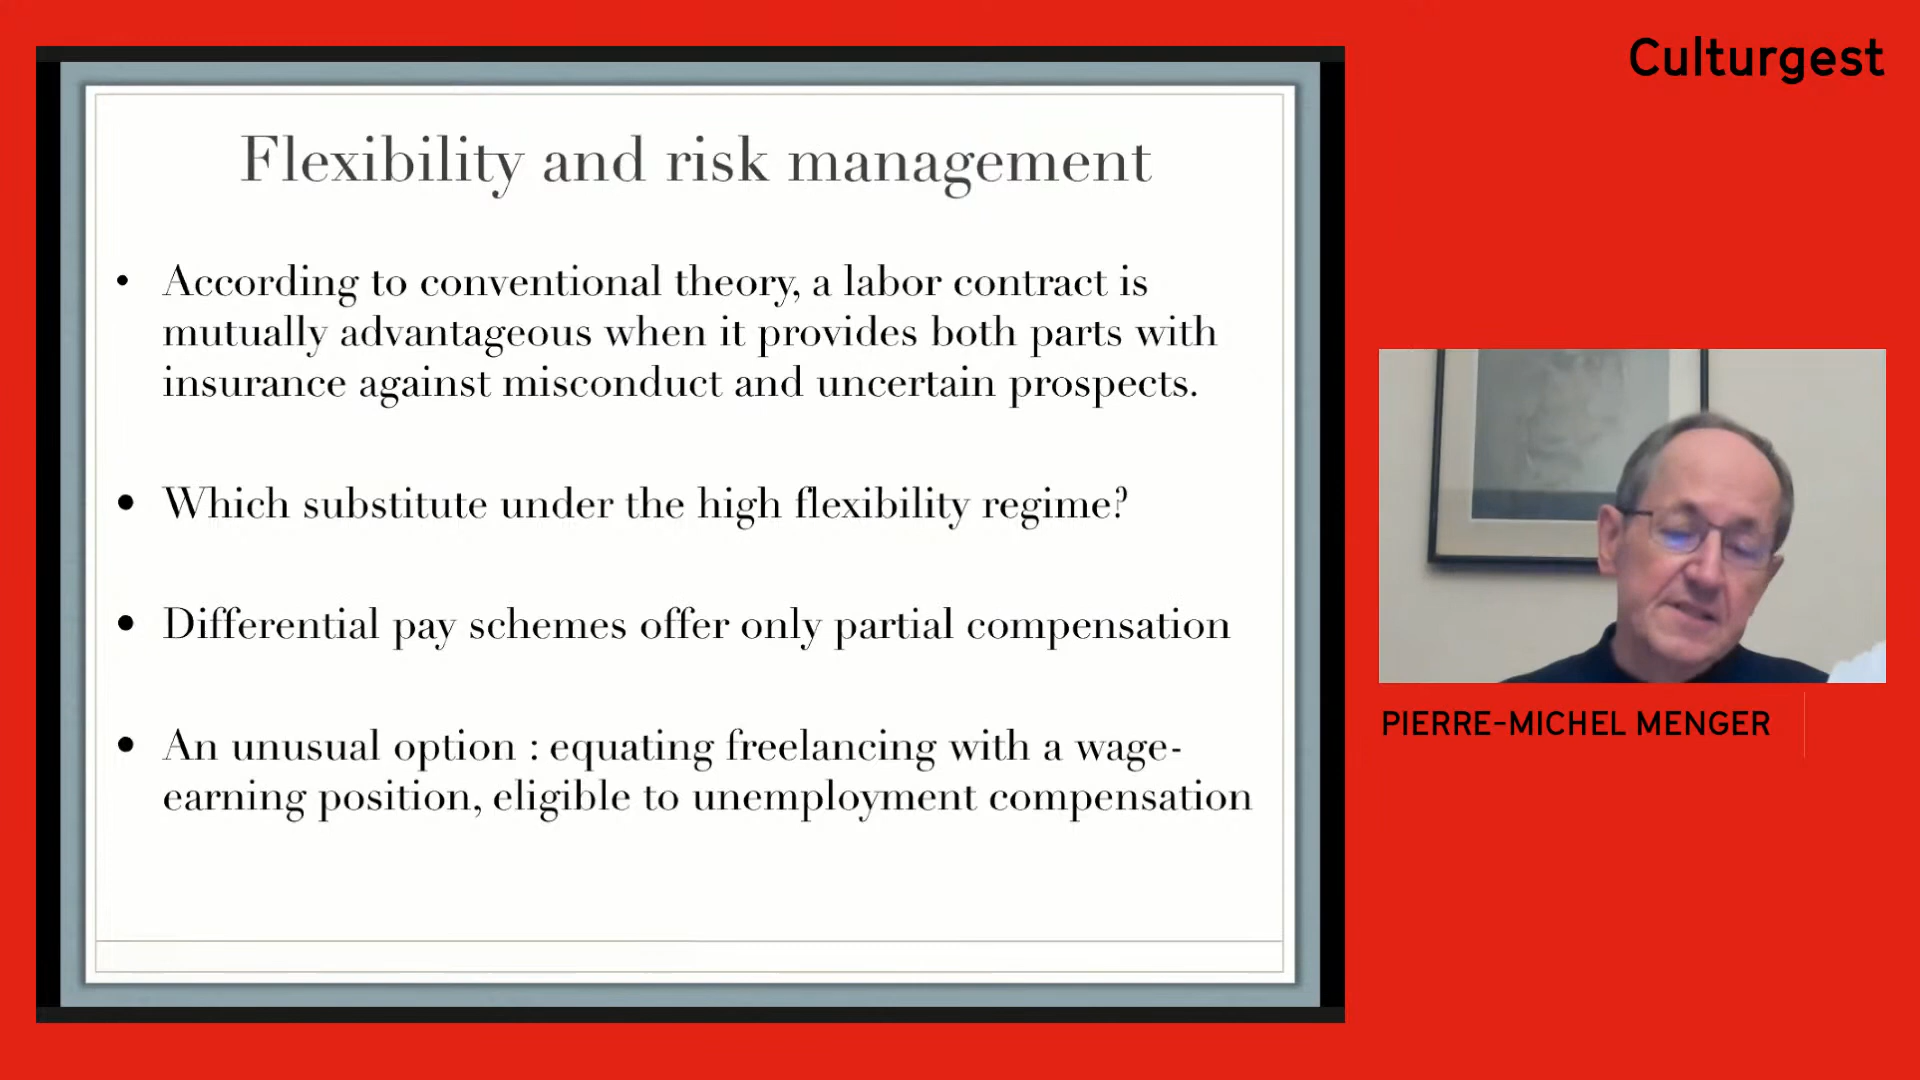 Culturgest
Flexibility and risk management
• According to conventional theory, a labor contract is
mutually advantageous when it provides both parts with
insurance against misconduct and uncertain prospects.
• Which substitute under the high flexibility regime?
• Differential pay schemes offer only partial compensation
• An unusual option : equating freelancing with a wage-
earning position, eligible to unemployment compensation
PIERRE-MICHEL MENGER